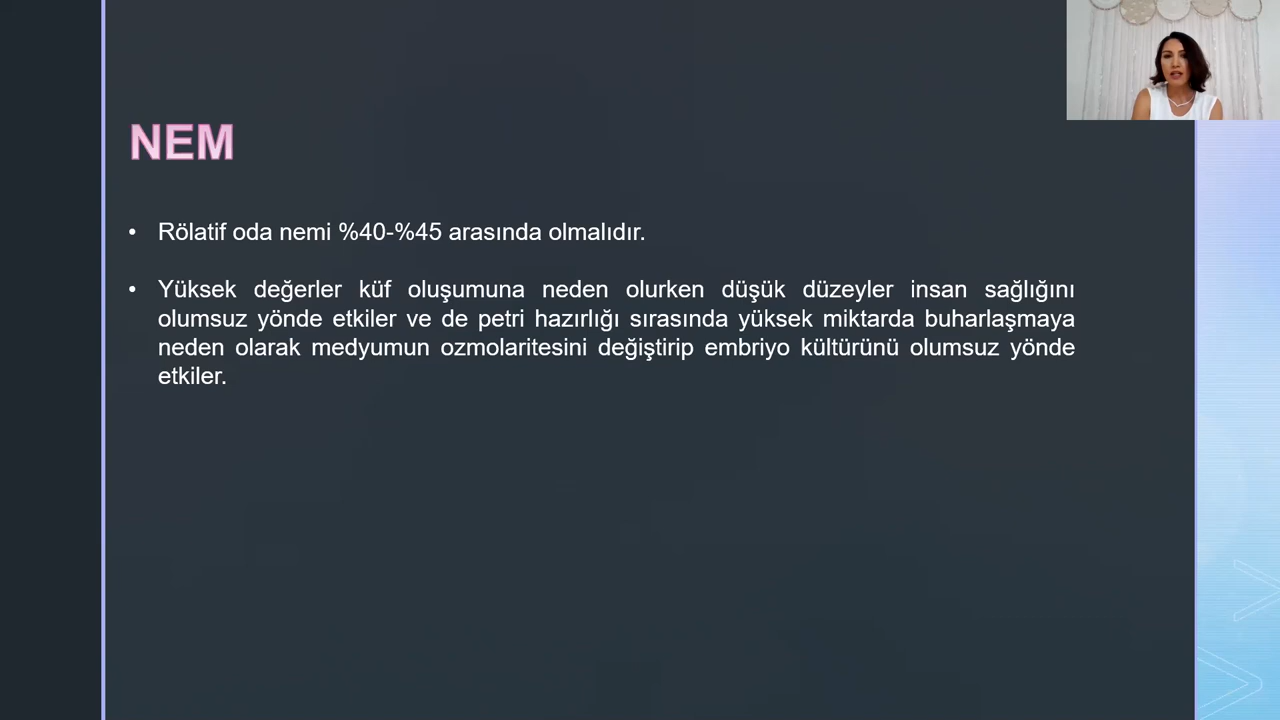 NEM
• Rölatif oda nemi %40-%45 arasında olmalıdır.
• Yüksek değerler küf oluşumuna neden olurken düşük düzeyler insan sağlığını
olumsuz yönde etkiler ve de petri hazırlığı sırasında yüksek miktarda buharlaşmaya
neden olarak medyumun ozmolaritesini değiştirip embriyo kültürünü olumsuz yönde
etkiler.